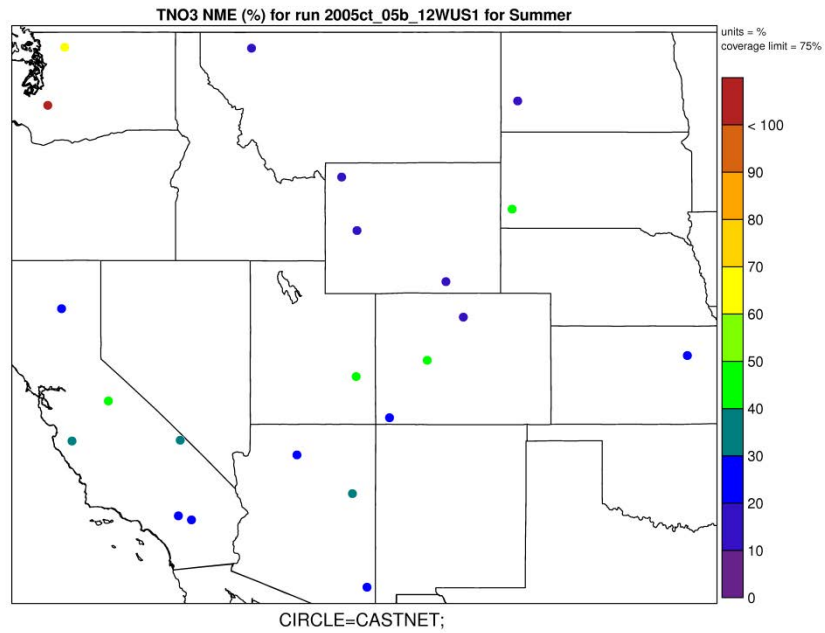 TNO3 NME (%) for run 2005ct_05b_12WUS1 for Summer
units = %
coverage limit = 75%
< 100
90
80
70
60
50
40
30
20
10
0
CIRCLE=CASTNET;